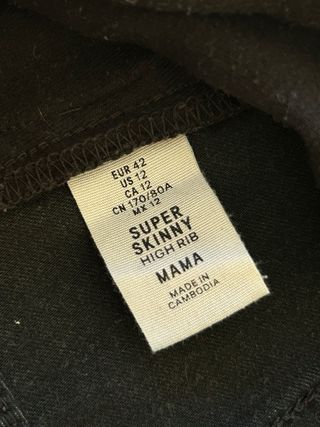 EUR 42
US 12
CA 12
CN 170/80A
MX 12
SUPER
SKINNY
HIGH RIB
MAMA
MADE IN
CAMBODIA